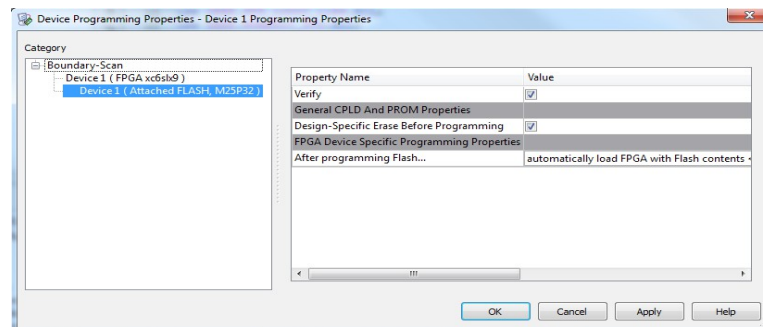 Device Programming Properties - Device 1 Programming Properties
Category
Boundary-Scan
Device 1 ( FPGA xc6slx9 )
Device 1 ( Attached FLASH, M25P32 )
Property Name Value
Verify
General CPLD And PROM Properties
Design-Specific Erase Before Programming
FPGA Device Specific Programming Properties
After programming Flash... automatically load FPGA with Flash contents
OK Cancel Apply Help